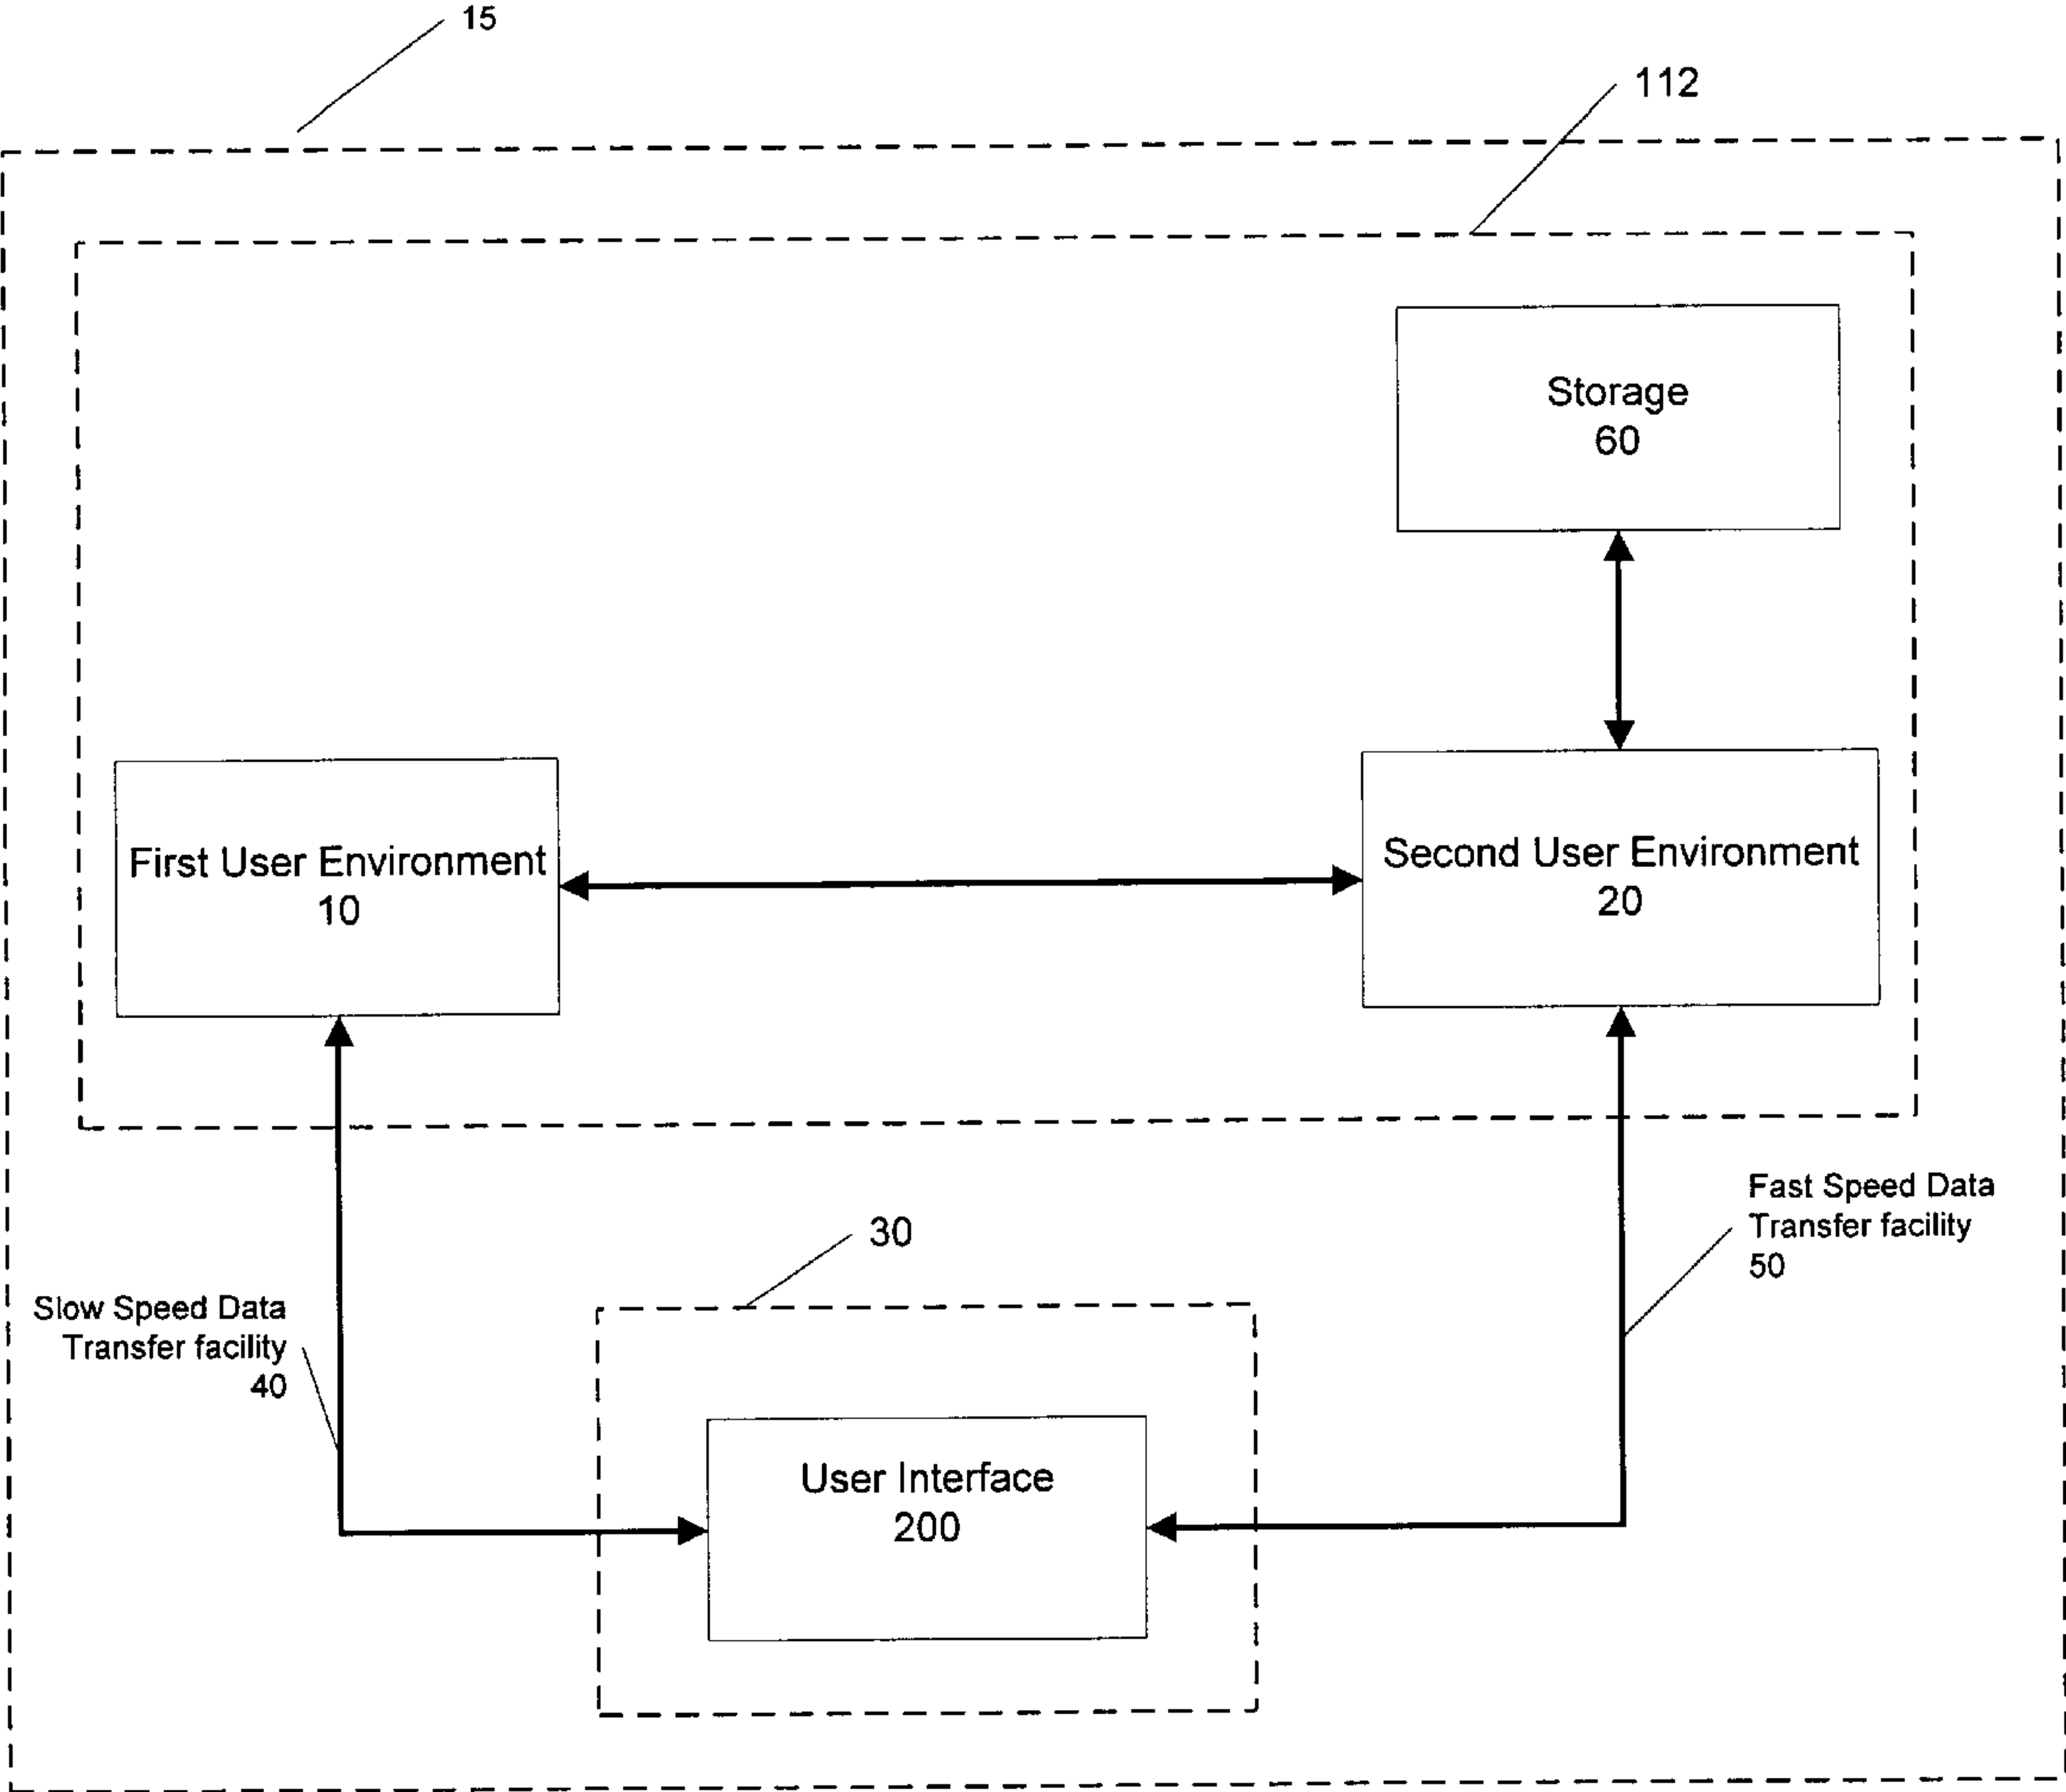 15
112
Storage
60
First User Environment
10
Second User Environment
20
Fast Speed Data
Transfer facility
50
30
Slow Speed Data
Transfer facility
40
User Interface
200